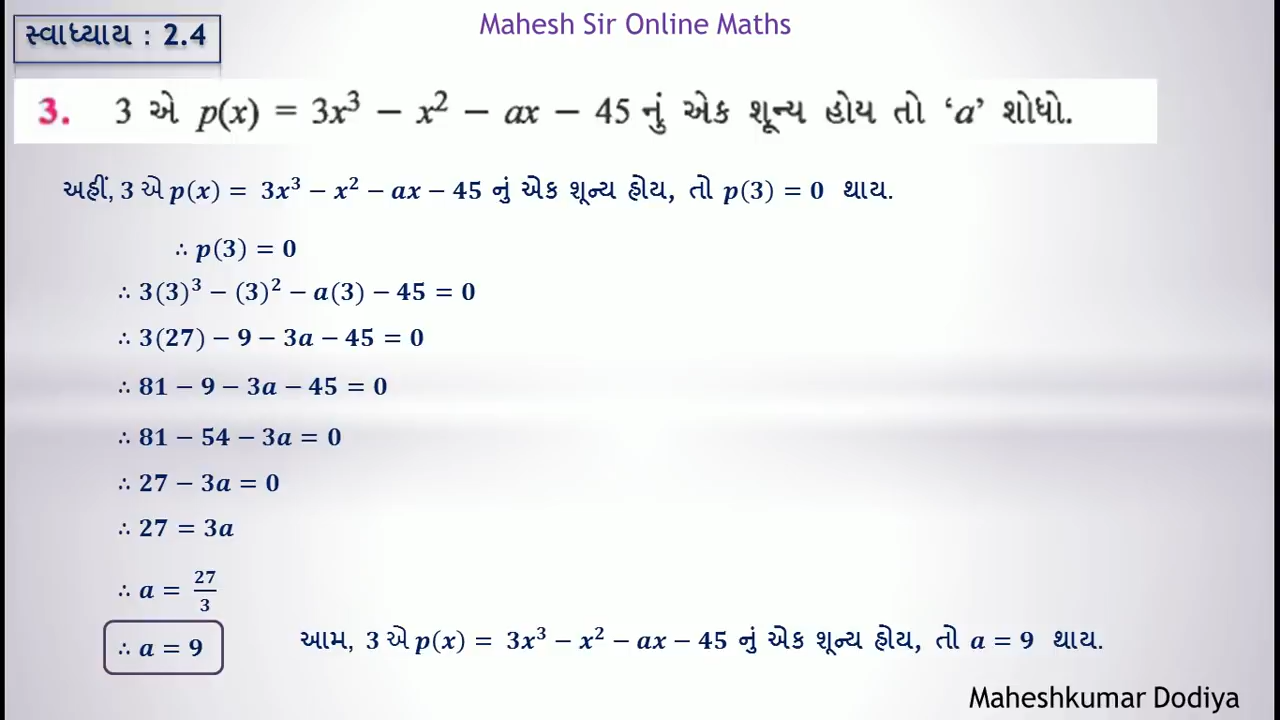 Mahesh Sir Online Maths
સ્વાધ્યાય : 2.4
3. 3 એ p(x) = 3x³ − x² − ax − 45 નું એક શૂન્ય હોય તો ‘a’ શોધો.
અહીં, 3 એ p(x) = 3x³ − x² − ax − 45 નું એક શૂન્ય હોય, તો p(3) = 0 થાય.
∴ p(3) = 0
∴ 3(3)³ − (3)² − a(3) − 45 = 0
∴ 3(27) − 9 − 3a − 45 = 0
∴ 81 − 9 − 3a − 45 = 0
∴ 81 − 54 − 3a = 0
∴ 27 − 3a = 0
∴ 27 = 3a
∴ a = 27/3
∴ a = 9
આમ, 3 એ p(x) = 3x³ − x² − ax − 45 નું એક શૂન્ય હોય, તો a = 9 થાય.
Maheshkumar Dodiya